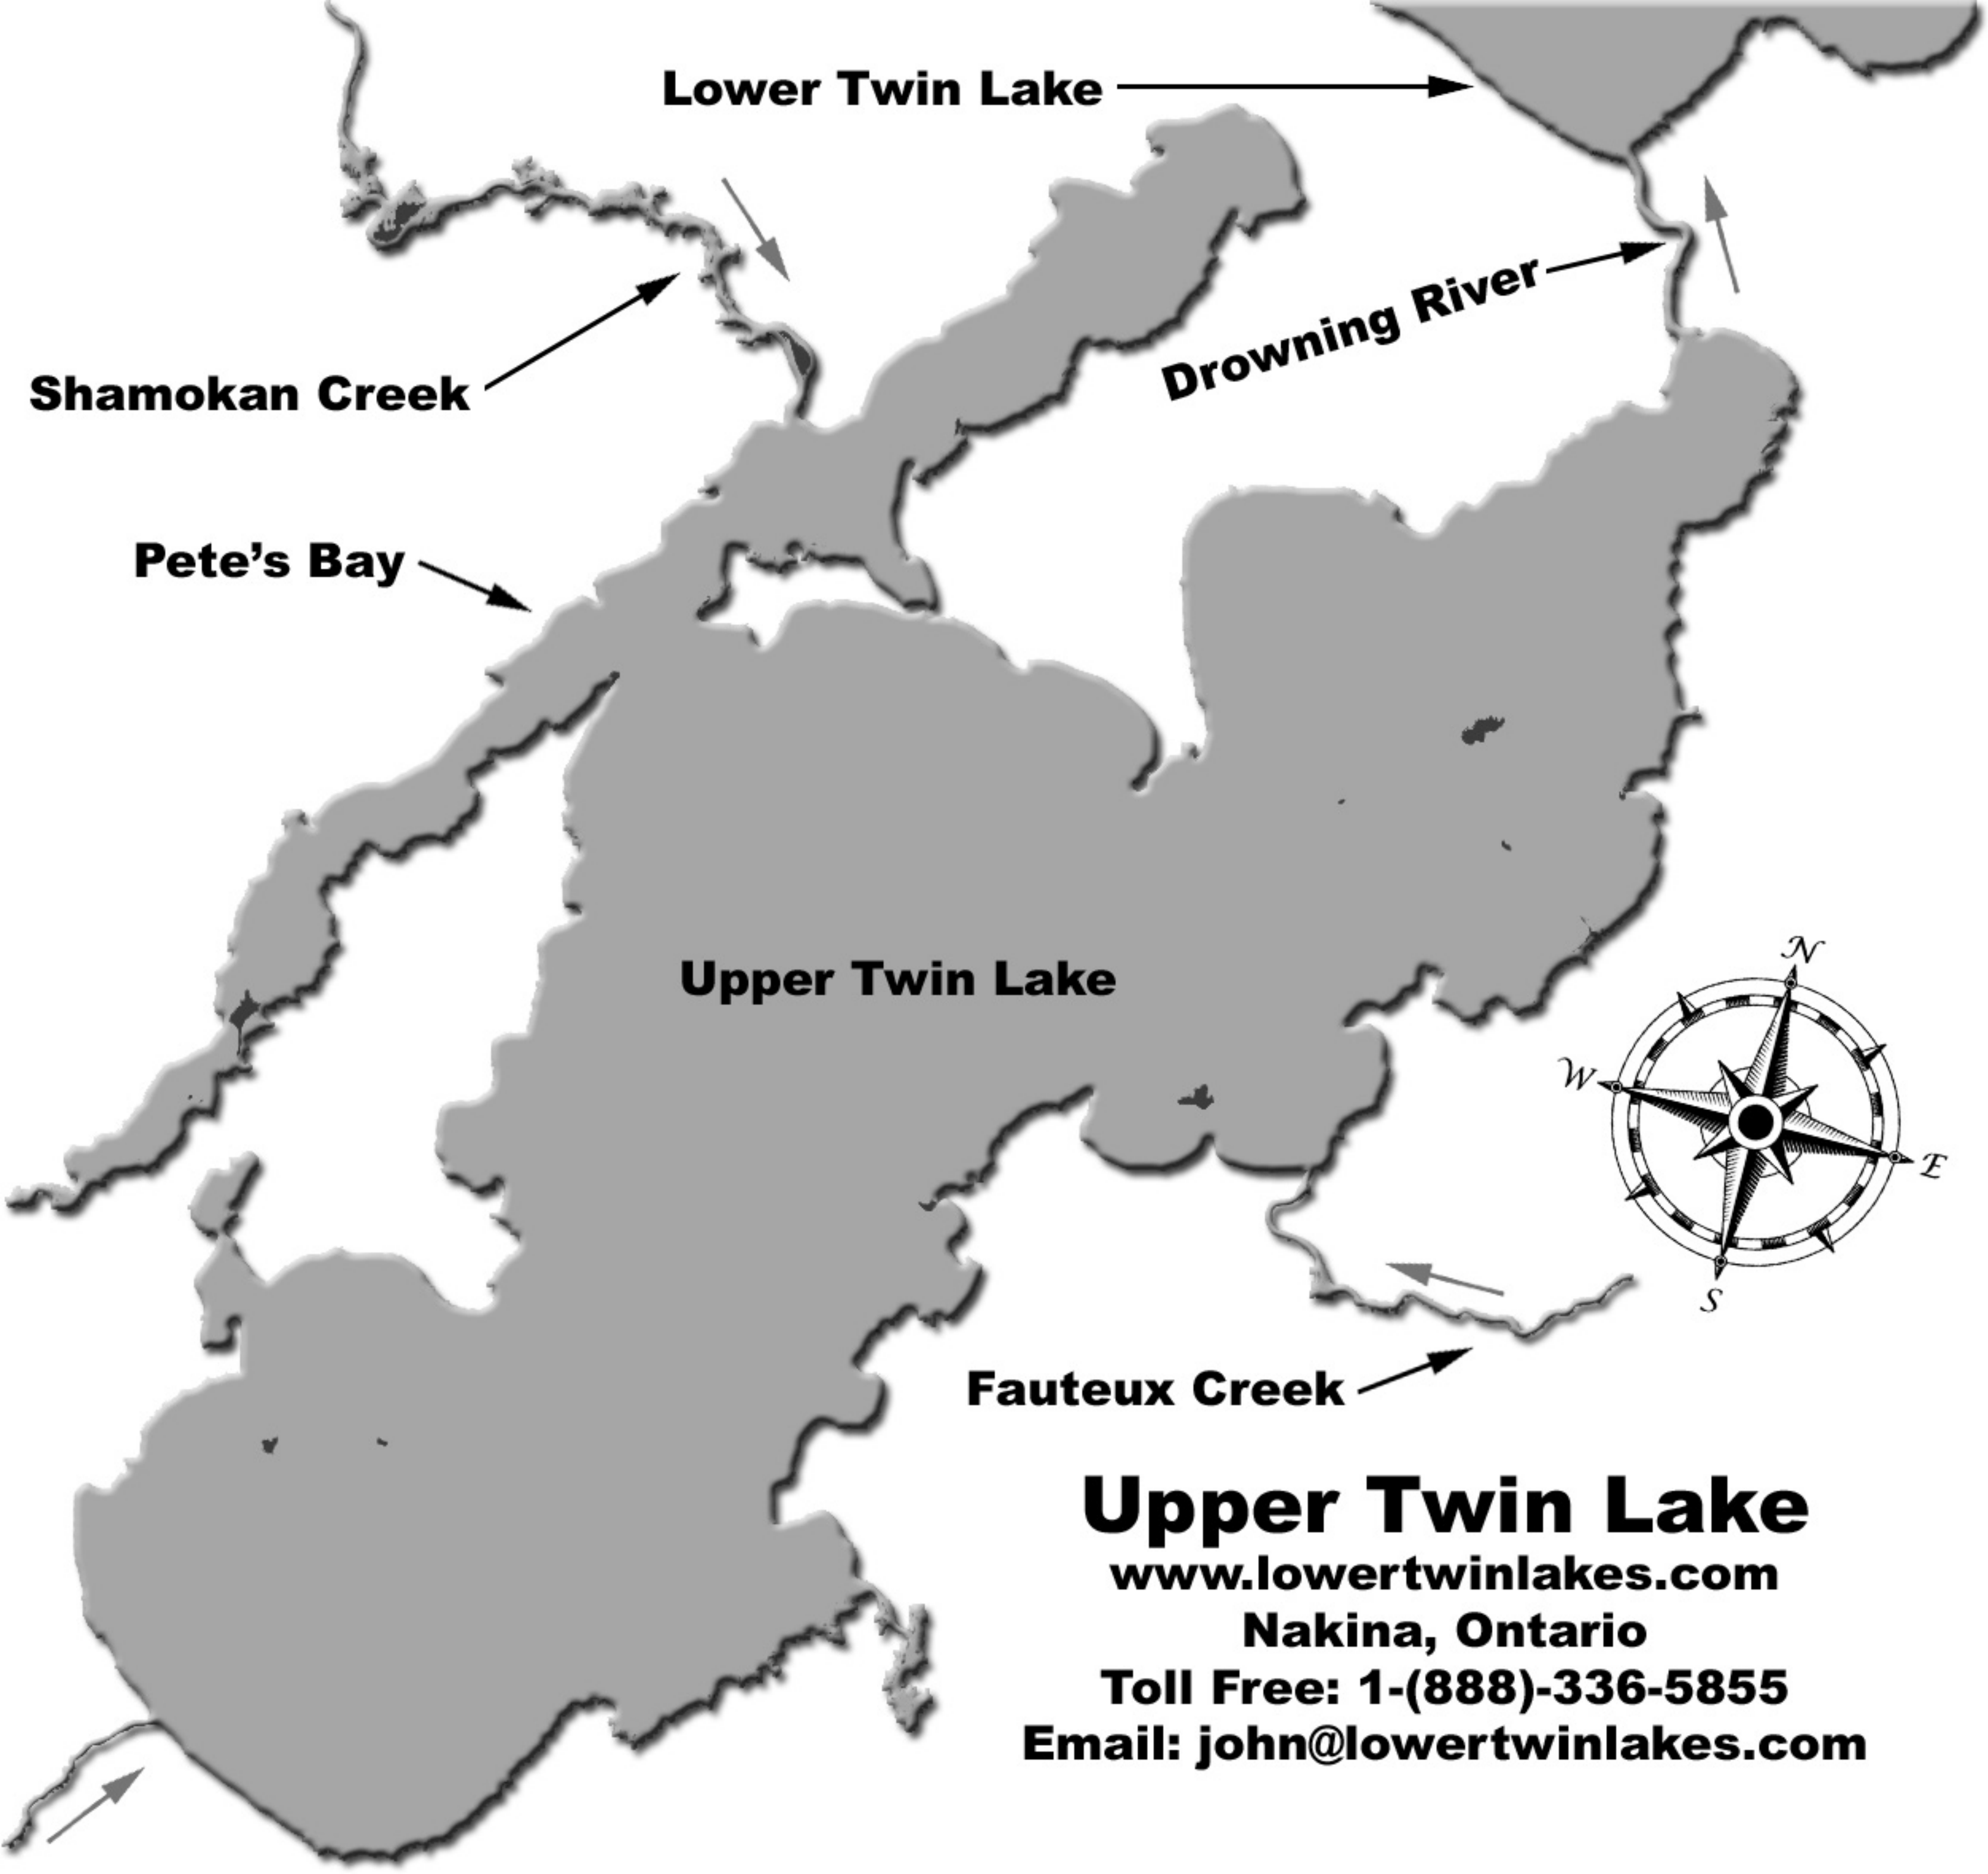 Lower Twin Lake
Drowning River
Shamokan Creek
Pete's Bay
Upper Twin Lake
N
W
E
S
Fauteux Creek
Upper Twin Lake
www.lowertwinlakes.com
Nakina, Ontario
Toll Free: 1-(888)-336-5855
Email: john@lowertwinlakes.com